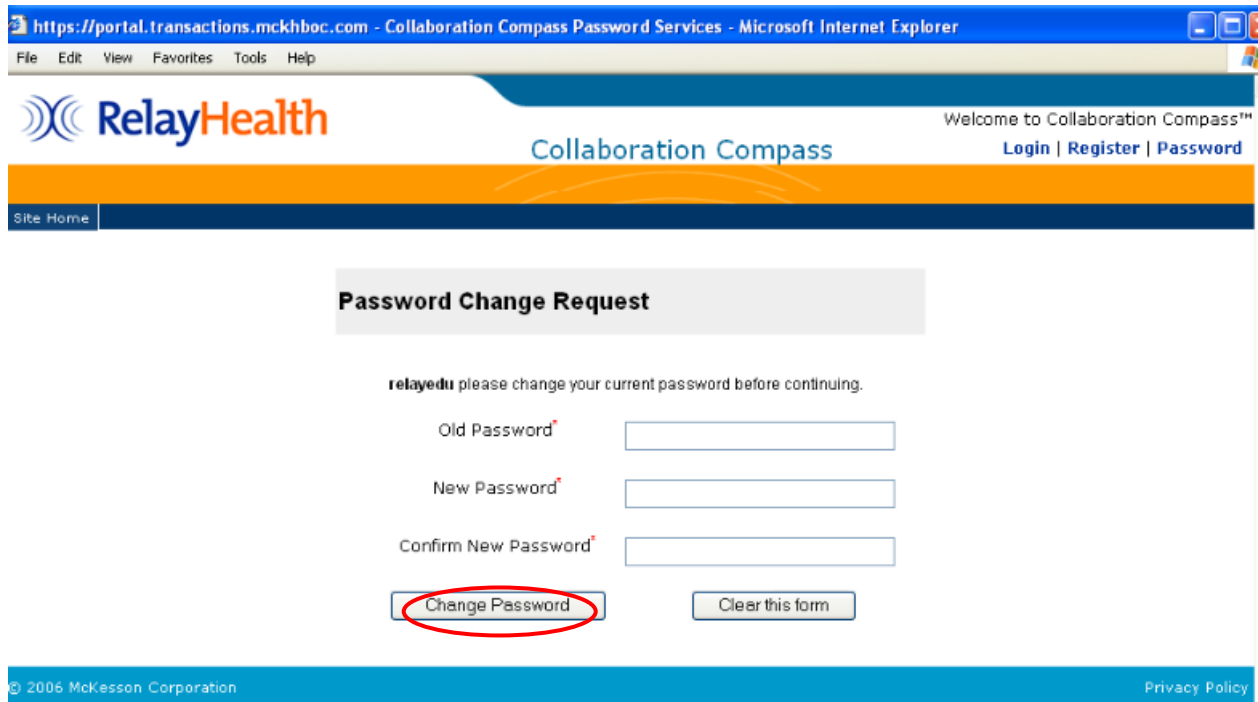 https://portal.transactions.mckhboc.com - Collaboration Compass Password Services - Microsoft Internet Explorer
File Edit View Favorites Tools Help
RelayHealth
Welcome to Collaboration Compass™
Collaboration Compass
Login | Register | Password
Site Home
Password Change Request
relayedu please change your current password before continuing.
Old Password*
New Password*
Confirm New Password*
Change Password Clear this form
© 2006 McKesson Corporation Privacy Policy